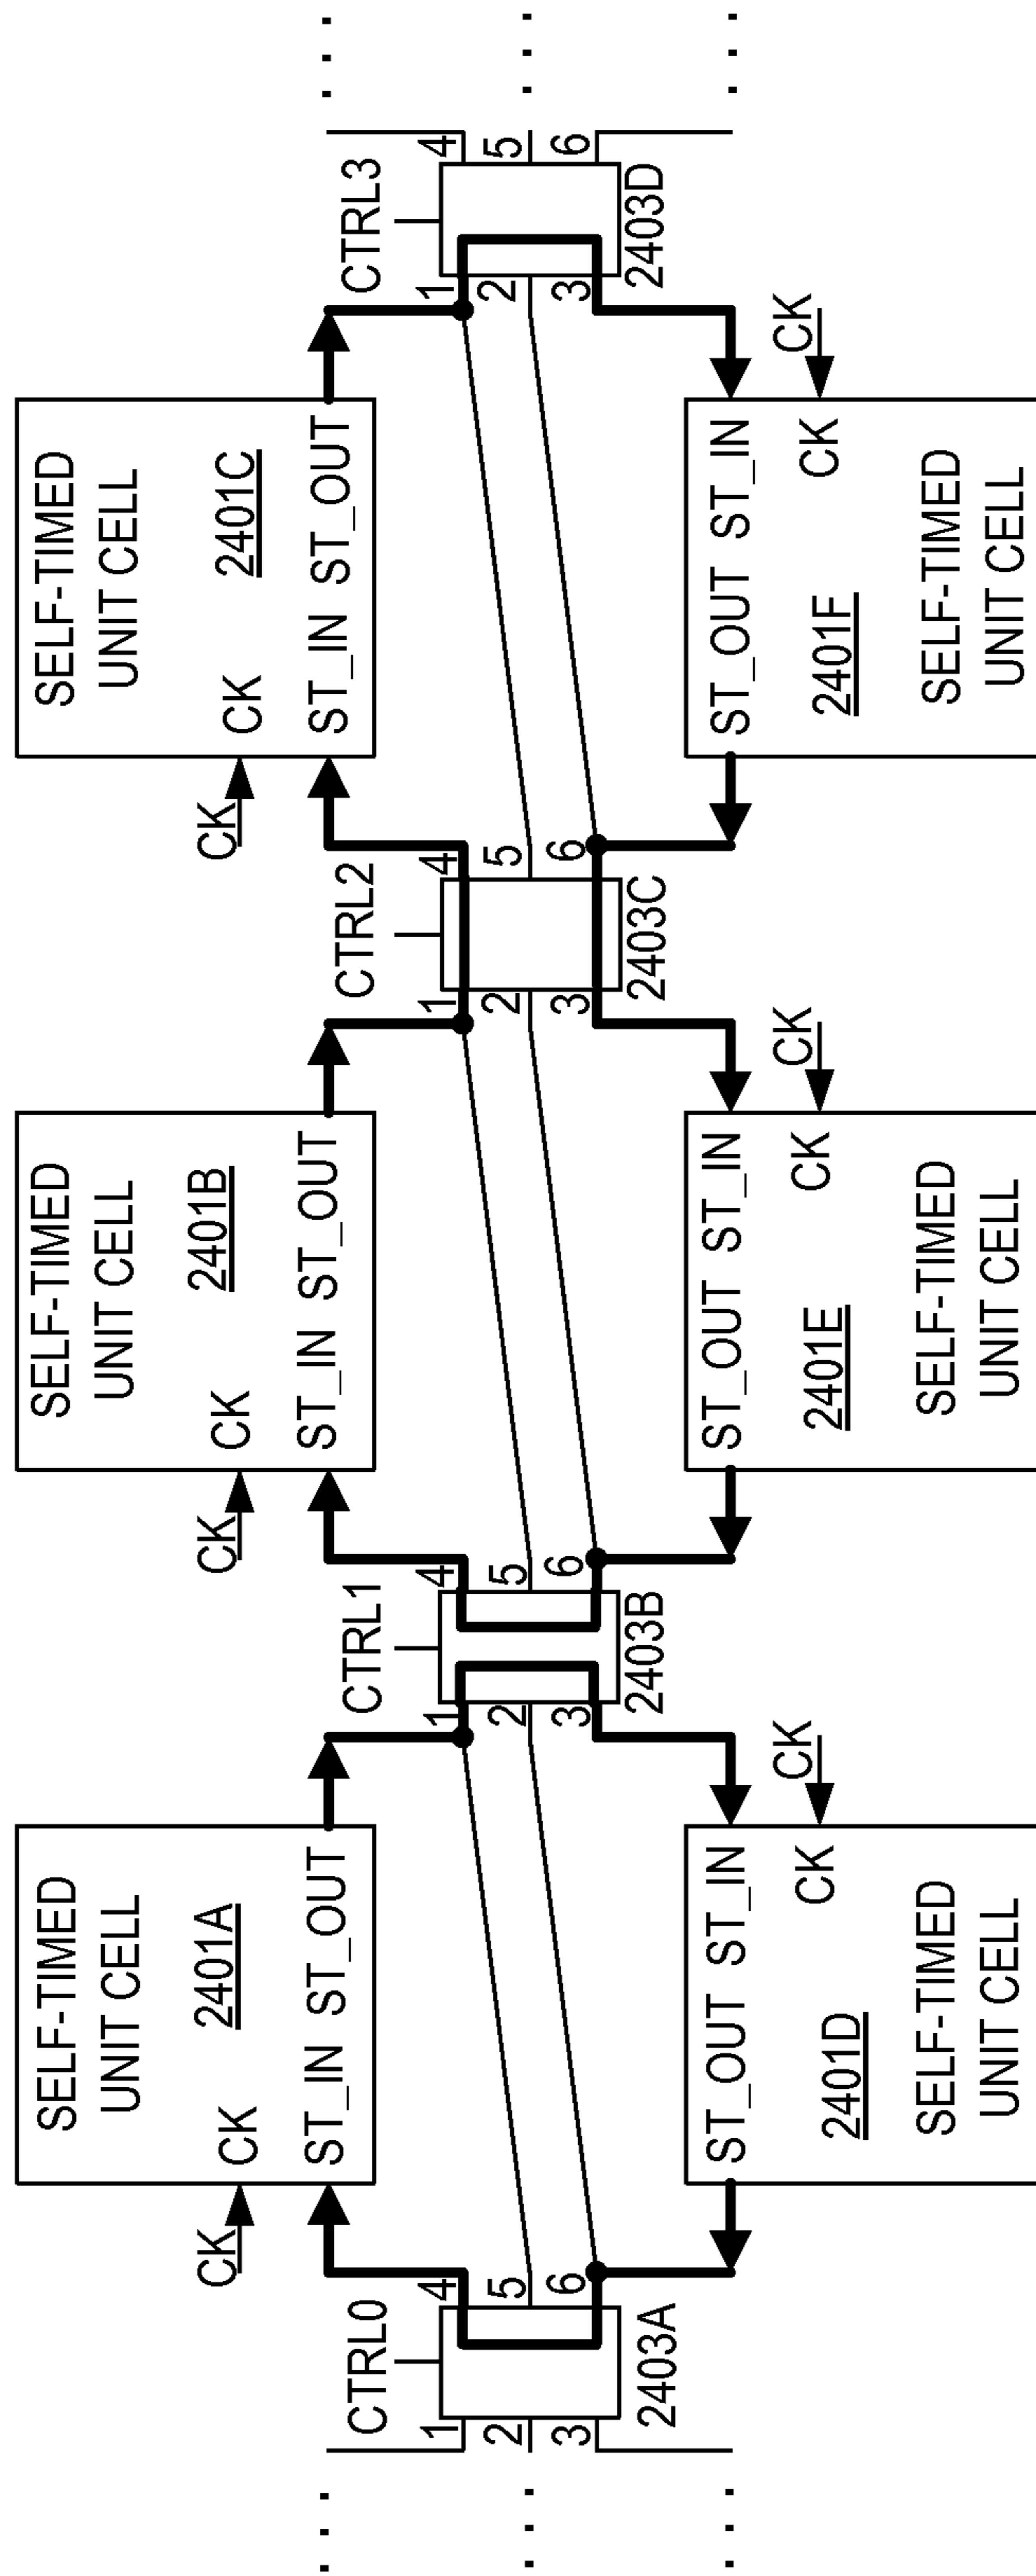 SELF-TIMED
UNIT CELL
2401A
CK
CK
ST_IN ST_OUT
SELF-TIMED
UNIT CELL
2401B
CK
CK
ST_IN ST_OUT
SELF-TIMED
UNIT CELL
2401C
CK
CK
ST_IN ST_OUT
CTRL0
1 4
2 5
3 6
2403A
CTRL1
1 4
2 5
3 6
2403B
CTRL2
1 4
2 5
3 6
2403C
CTRL3
1 4
2 5
3 6
2403D
ST_OUT ST_IN
CK
CK
2401D
SELF-TIMED
UNIT CELL
ST_OUT ST_IN
CK
CK
2401E
SELF-TIMED
UNIT CELL
ST_OUT ST_IN
CK
CK
2401F
SELF-TIMED
UNIT CELL